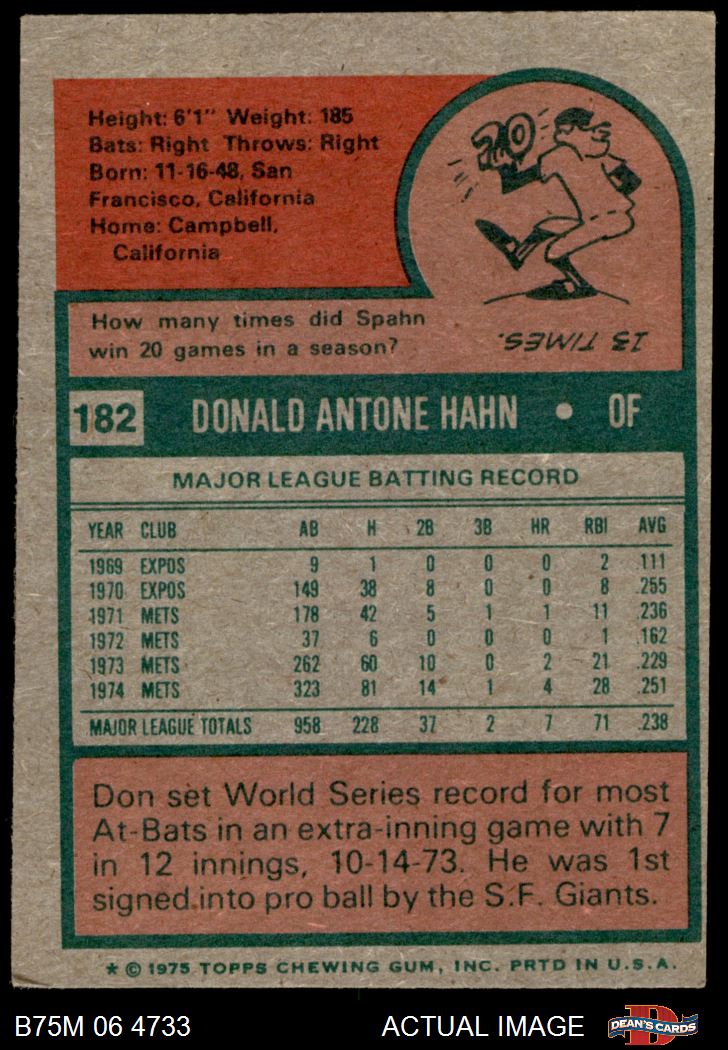 Height: 6'1" Weight: 185
Bats: Right Throws: Right
Born: 11-16-48, San
Francisco, California
Home: Campbell,
California
20
How many times did Spahn
win 20 games in a season?
13 TIMES.
182 DONALD ANTONE HAHN • OF
MAJOR LEAGUE BATTING RECORD
YEAR CLUB AB H 2B 3B HR RBI AVG
1969 EXPOS 9 1 0 0 0 2 .111
1970 EXPOS 149 38 8 0 0 8 .255
1971 METS 178 42 5 1 1 11 .236
1972 METS 37 6 0 0 0 1 .162
1973 METS 262 60 10 0 2 21 .229
1974 METS 323 81 14 1 4 28 .251
MAJOR LEAGUE TOTALS 958 228 37 2 7 71 .238
Don set World Series record for most
At-Bats in an extra-inning game with 7
in 12 innings, 10-14-73. He was 1st
signed into pro ball by the S.F. Giants.
* © 1975 TOPPS CHEWING GUM, INC. PRTD IN U.S.A.
B75M 06 4733 ACTUAL IMAGE D DEAN'S CARDS